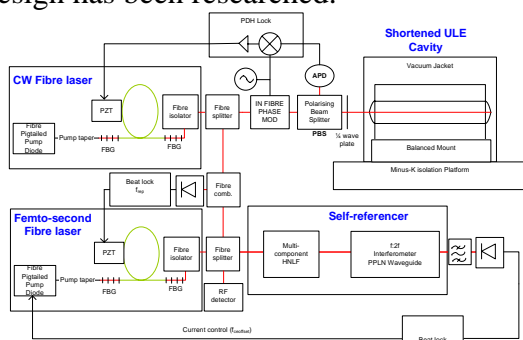 esign has been researched.
PDH Lock
Shortened ULE
Cavity
Vacuum Jacket
CW Fibre laser
APD
PZT
Fibre
isolator
Fibre
splitter
IN FIBRE
PHASE
MOD
Polarising
Beam
Splitter
PBS
¼ wave
plate
Fibre
Pigtailed
Pump
Diode
Pump taper
FBG
FBG
Balanced Mount
Minus-K isolation Platform
Beat lock
f rep
Fibre
comb.
Femto-second
Fibre laser
Self-referencer
PZT
Fibre
isolator
Fibre
splitter
Multi-
component
HNLF
f:2f
Interferometer
PPLN Waveguide
Fibre
Pigtailed
Pump
Diode
Pump taper
FBG
FBG
RF
detector
Current control (f ceoffset)
Beat lock